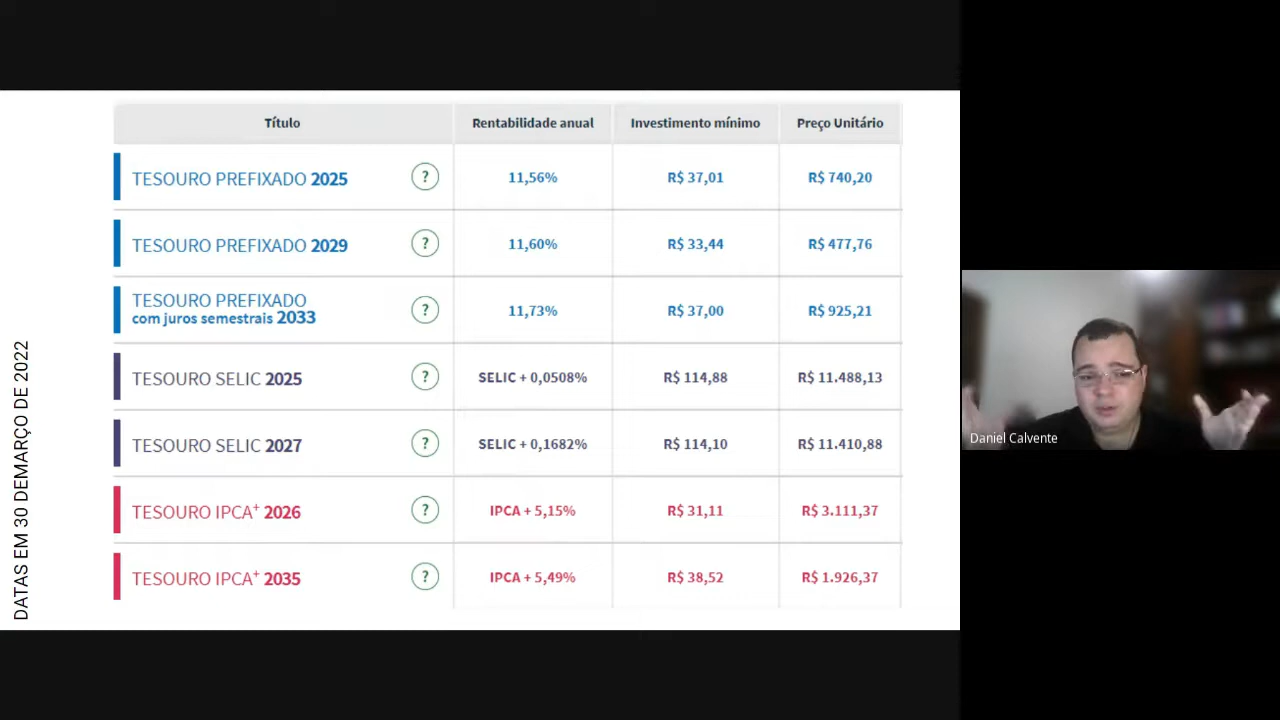 Título Rentabilidade anual Investimento mínimo Preço Unitário
TESOURO PREFIXADO 2025 ? 11,56% R$ 37,01 R$ 740,20
TESOURO PREFIXADO 2029 ? 11,60% R$ 33,44 R$ 477,76
TESOURO PREFIXADO
com juros semestrais 2033 ? 11,73% R$ 37,00 R$ 925,21
TESOURO SELIC 2025 ? SELIC + 0,0508% R$ 114,88 R$ 11.488,13
TESOURO SELIC 2027 ? SELIC + 0,1682% R$ 114,10 R$ 11.410,88
TESOURO IPCA+ 2026 ? IPCA + 5,15% R$ 31,11 R$ 3.111,37
TESOURO IPCA+ 2035 ? IPCA + 5,49% R$ 38,52 R$ 1.926,37
DATAS EM 30 DEMARÇO DE 2022
Daniel Calvente